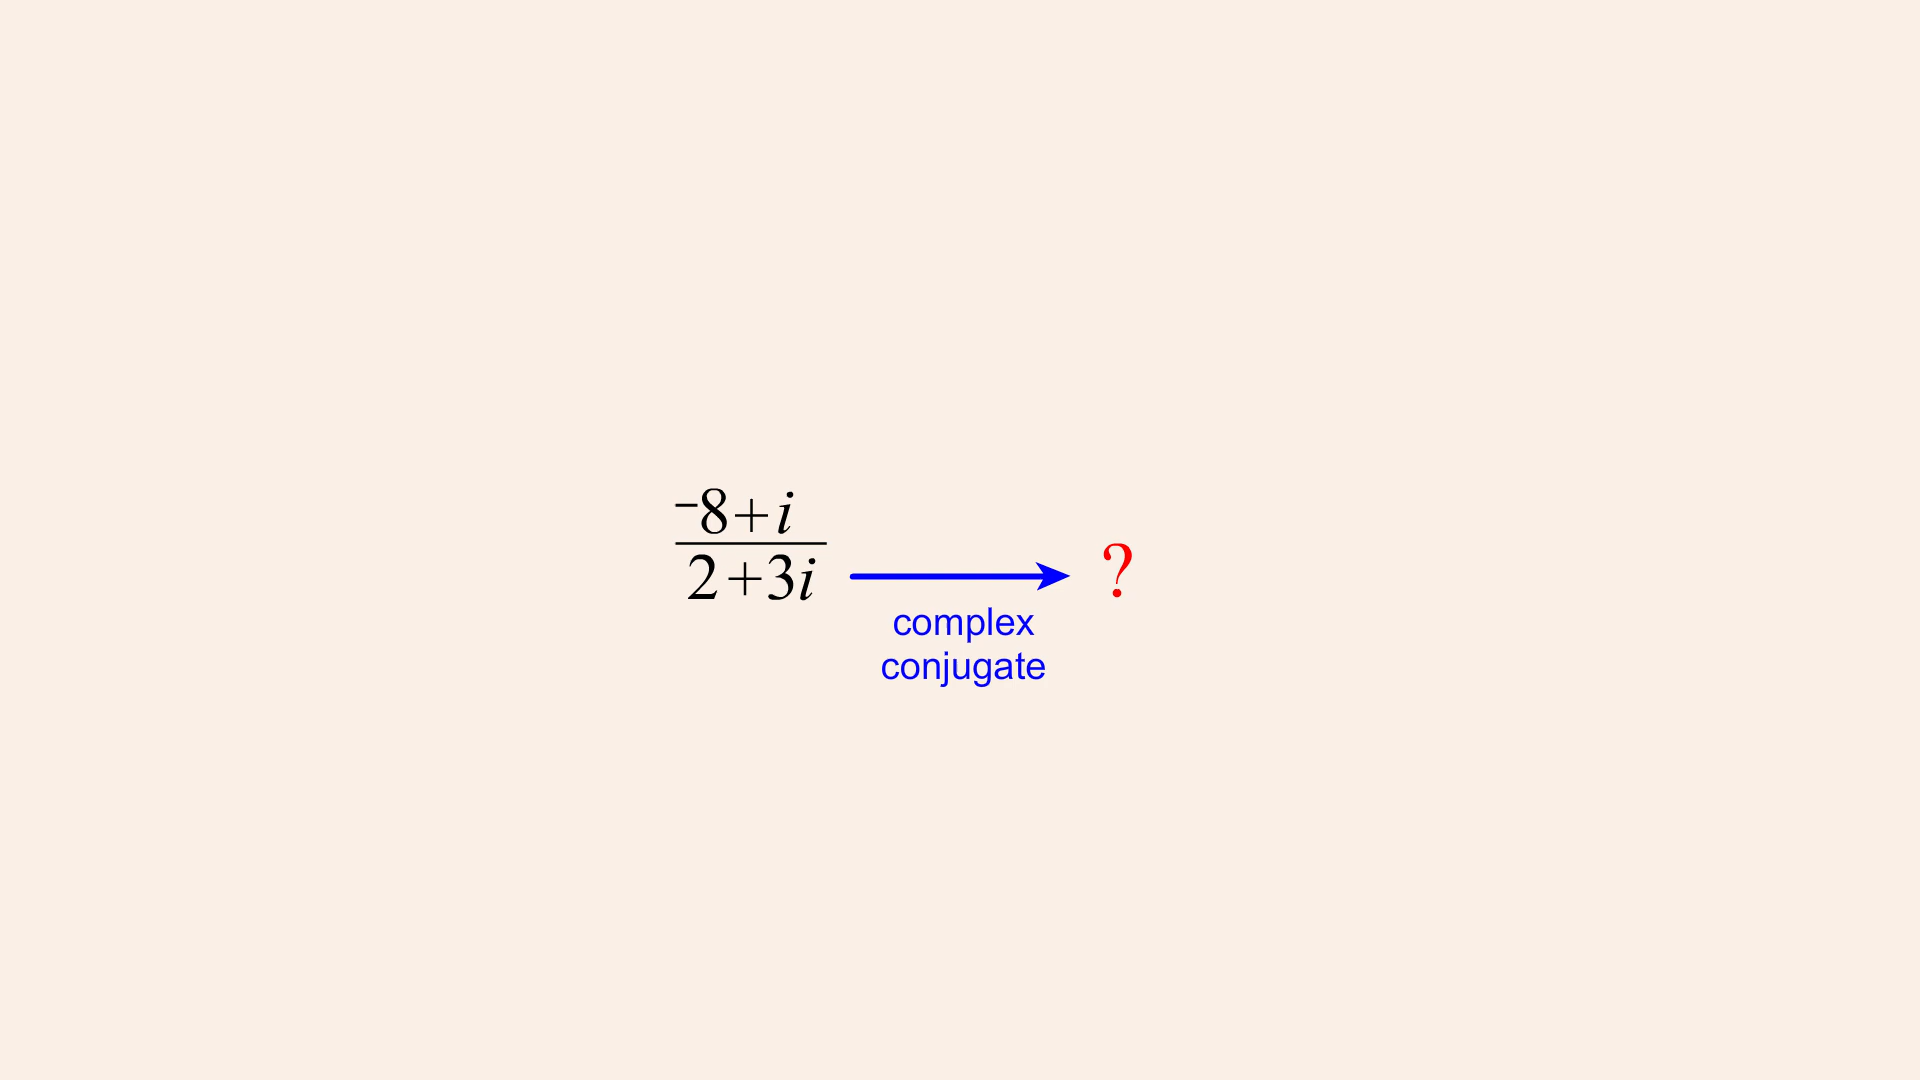 ⁻8+i
2+3i
?
complex
conjugate